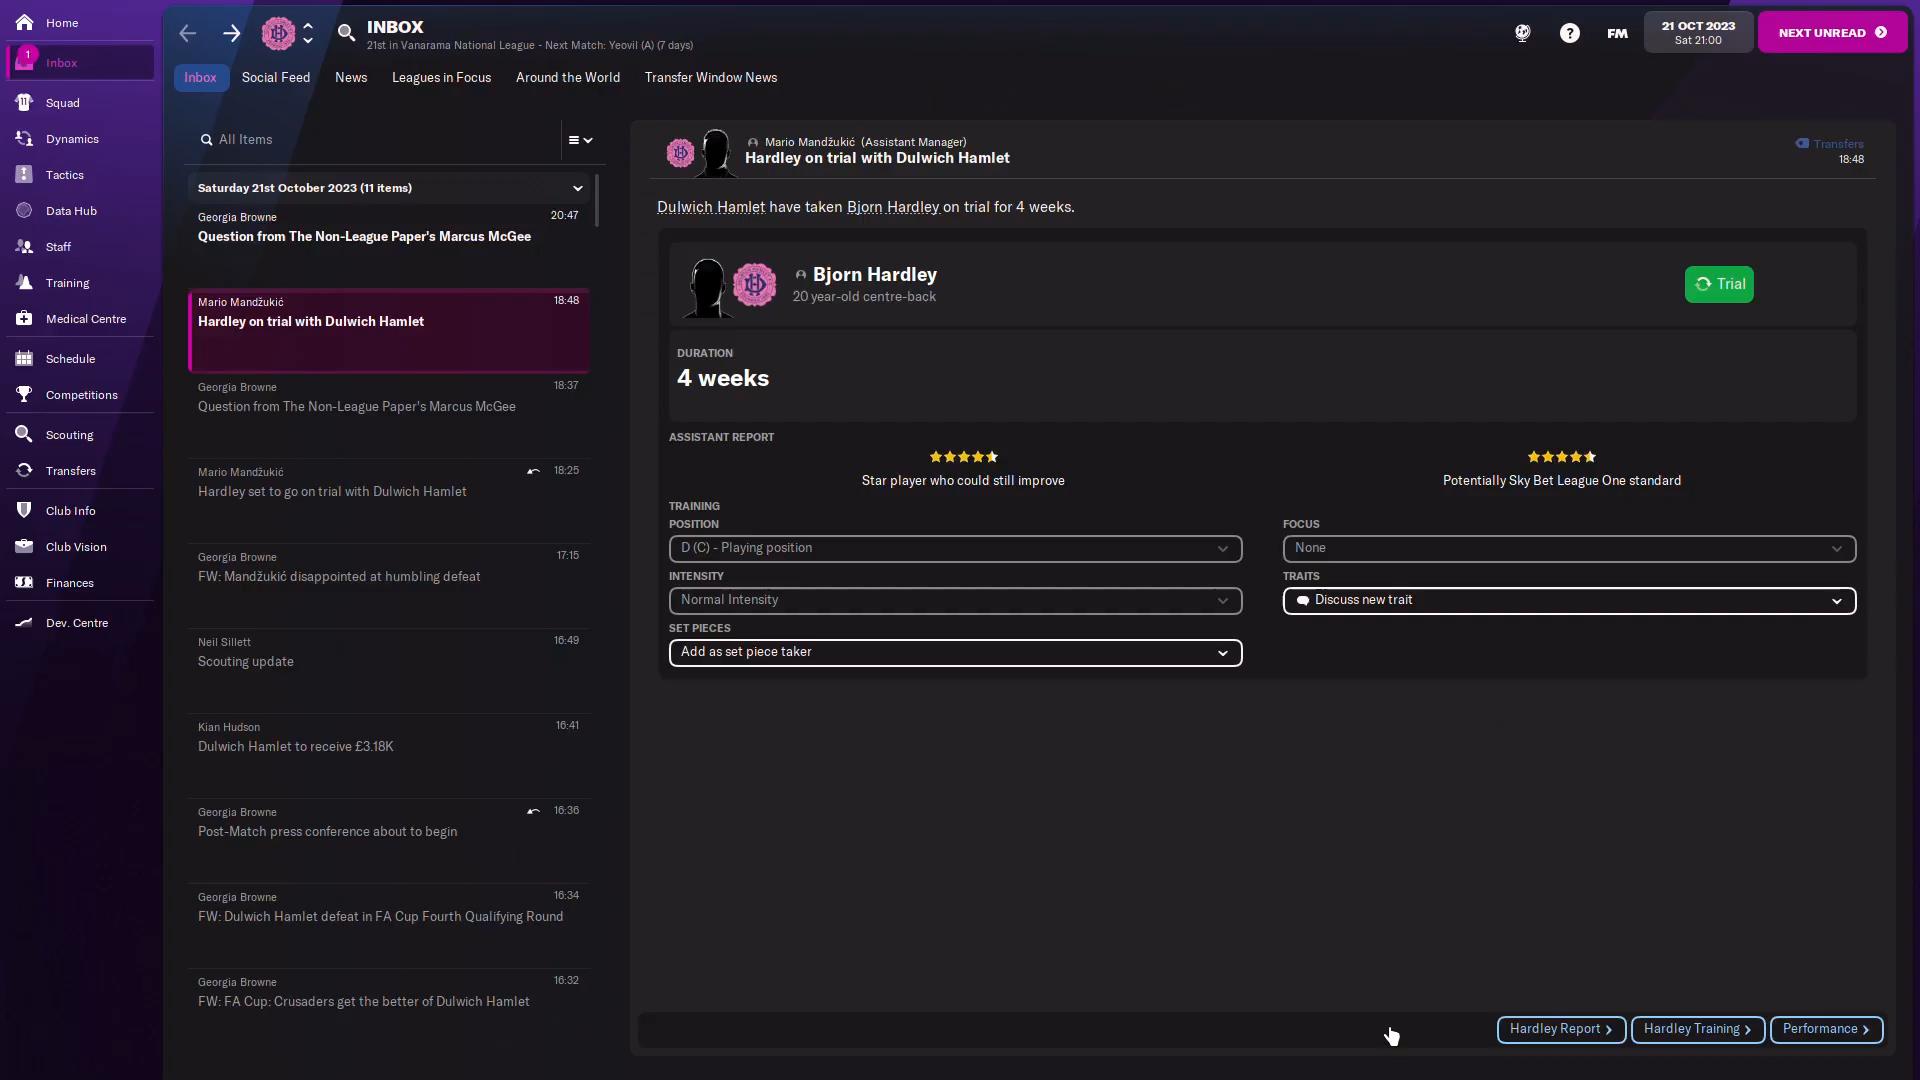 Home
1
Inbox
Squad
Dynamics
Tactics
Data Hub
Staff
Training
Medical Centre
Schedule
Competitions
Scouting
Transfers
Club Info
Club Vision
Finances
Dev. Centre
INBOX
21st in Vanarama National League - Next Match: Yeovil (A) (7 days)
FM
21 OCT 2023
Sat 21:00
NEXT UNREAD
Inbox
Social Feed
News
Leagues in Focus
Around the World
Transfer Window News
All Items
Saturday 21st October 2023 (11 items)
Georgia Browne
20:47
Question from The Non-League Paper's Marcus McGee
Mario Mandžukić
18:48
Hardley on trial with Dulwich Hamlet
Georgia Browne
18:37
Question from The Non-League Paper's Marcus McGee
Mario Mandžukić
18:25
Hardley set to go on trial with Dulwich Hamlet
Georgia Browne
17:15
FW: Mandžukić disappointed at humbling defeat
Neil Sillett
16:49
Scouting update
Kian Hudson
16:41
Dulwich Hamlet to receive £3.18K
Georgia Browne
16:36
Post-Match press conference about to begin
Georgia Browne
16:34
FW: Dulwich Hamlet defeat in FA Cup Fourth Qualifying Round
Georgia Browne
16:32
FW: FA Cup: Crusaders get the better of Dulwich Hamlet
Mario Mandžukić (Assistant Manager)
Hardley on trial with Dulwich Hamlet
Transfers
18:48
Dulwich Hamlet have taken Bjorn Hardley on trial for 4 weeks.
Bjorn Hardley
20 year-old centre-back
Trial
DURATION
4 weeks
ASSISTANT REPORT
Star player who could still improve
Potentially Sky Bet League One standard
TRAINING
POSITION
D (C) - Playing position
FOCUS
None
INTENSITY
Normal Intensity
TRAITS
Discuss new trait
SET PIECES
Add as set piece taker
Hardley Report
Hardley Training
Performance